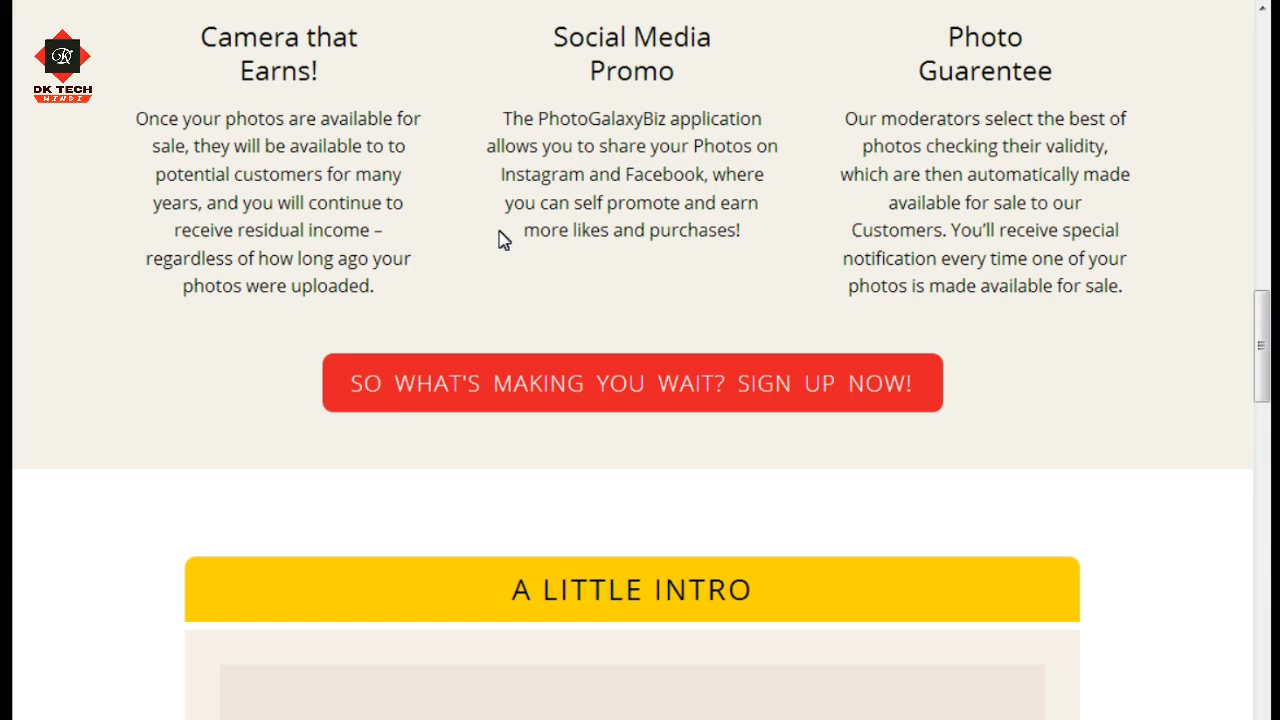 DK TECH
HINDI
Camera that
Earns!
Once your photos are available for
sale, they will be available to to
potential customers for many
years, and you will continue to
receive residual income –
regardless of how long ago your
photos were uploaded.
Social Media
Promo
The PhotoGalaxyBiz application
allows you to share your Photos on
Instagram and Facebook, where
you can self promote and earn
more likes and purchases!
Photo
Guarentee
Our moderators select the best of
photos checking their validity,
which are then automatically made
available for sale to our
Customers. You’ll receive special
notification every time one of your
photos is made available for sale.
SO WHAT'S MAKING YOU WAIT? SIGN UP NOW!
A LITTLE INTRO